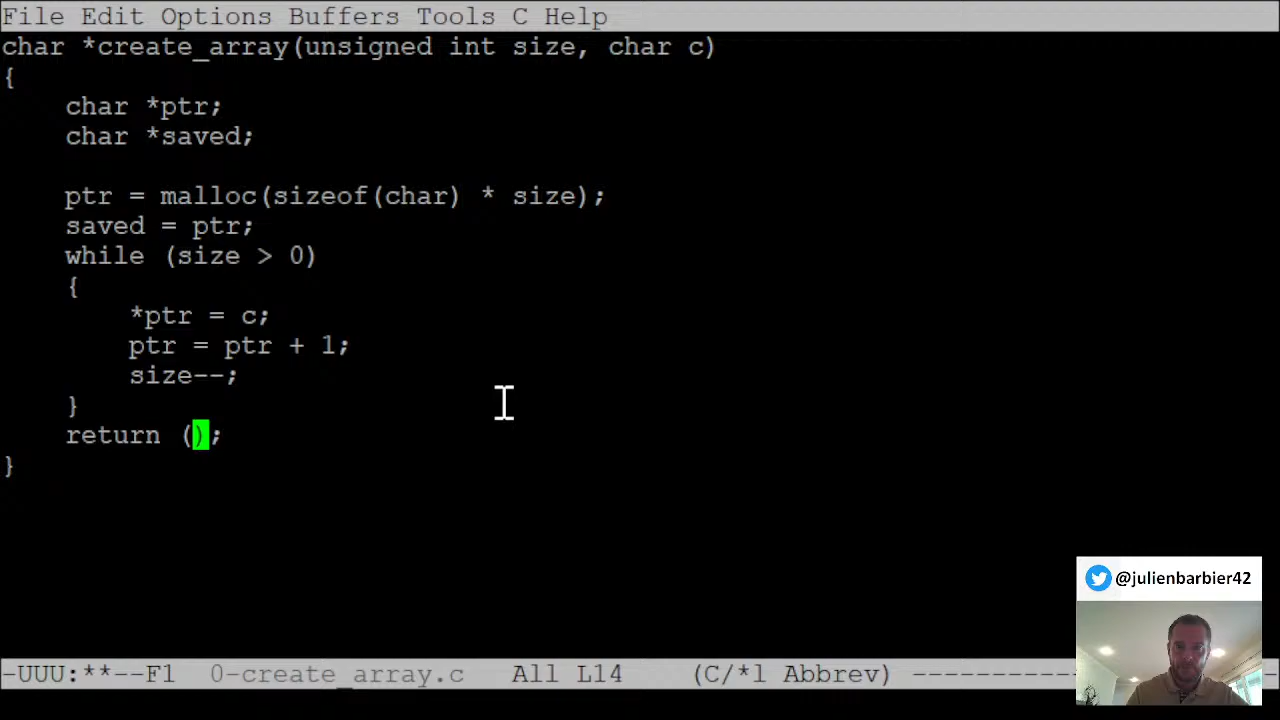 File Edit Options Buffers Tools C Help
char *create_array(unsigned int size, char c)
{
    char *ptr;
    char *saved;

    ptr = malloc(sizeof(char) * size);
    saved = ptr;
    while (size > 0)
    {
        *ptr = c;
        ptr = ptr + 1;
        size--;
    }
    return ();
}
@julienbarbier42
-UUU:**--F1  0-create_array.c   All L14    (C/*l Abbrev) ----------